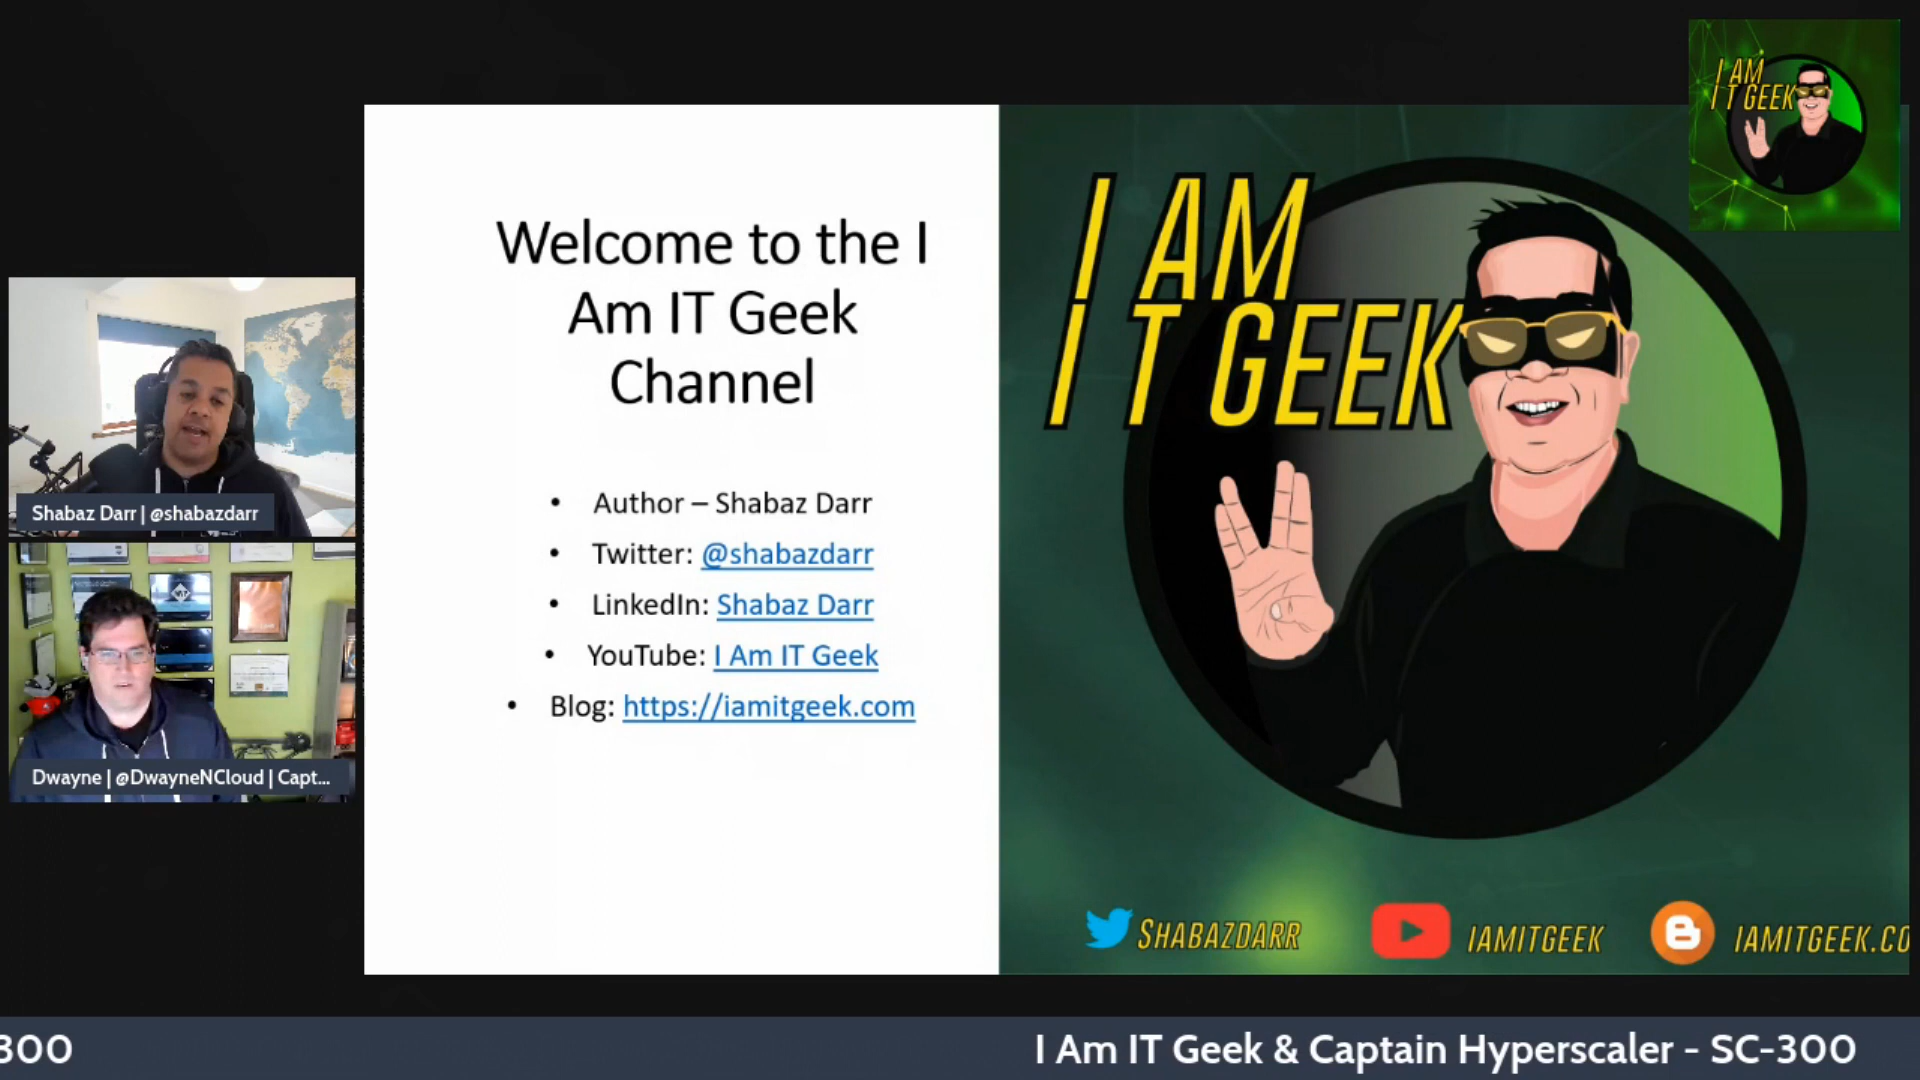 I AM
I T GEEK
Welcome to the I
Am IT Geek
Channel
• Author – Shabaz Darr
• Twitter: @shabazdarr
• LinkedIn: Shabaz Darr
• YouTube: I Am IT Geek
• Blog: https://iamitgeek.com
I AM
I T GEEK
SHABAZDARR
IAMITGEEK
IAMITGEEK.CO
Shabaz Darr | @shabazdarr
Dwayne | @DwayneNCloud | Capt...
300
I Am IT Geek & Captain Hyperscaler - SC-300